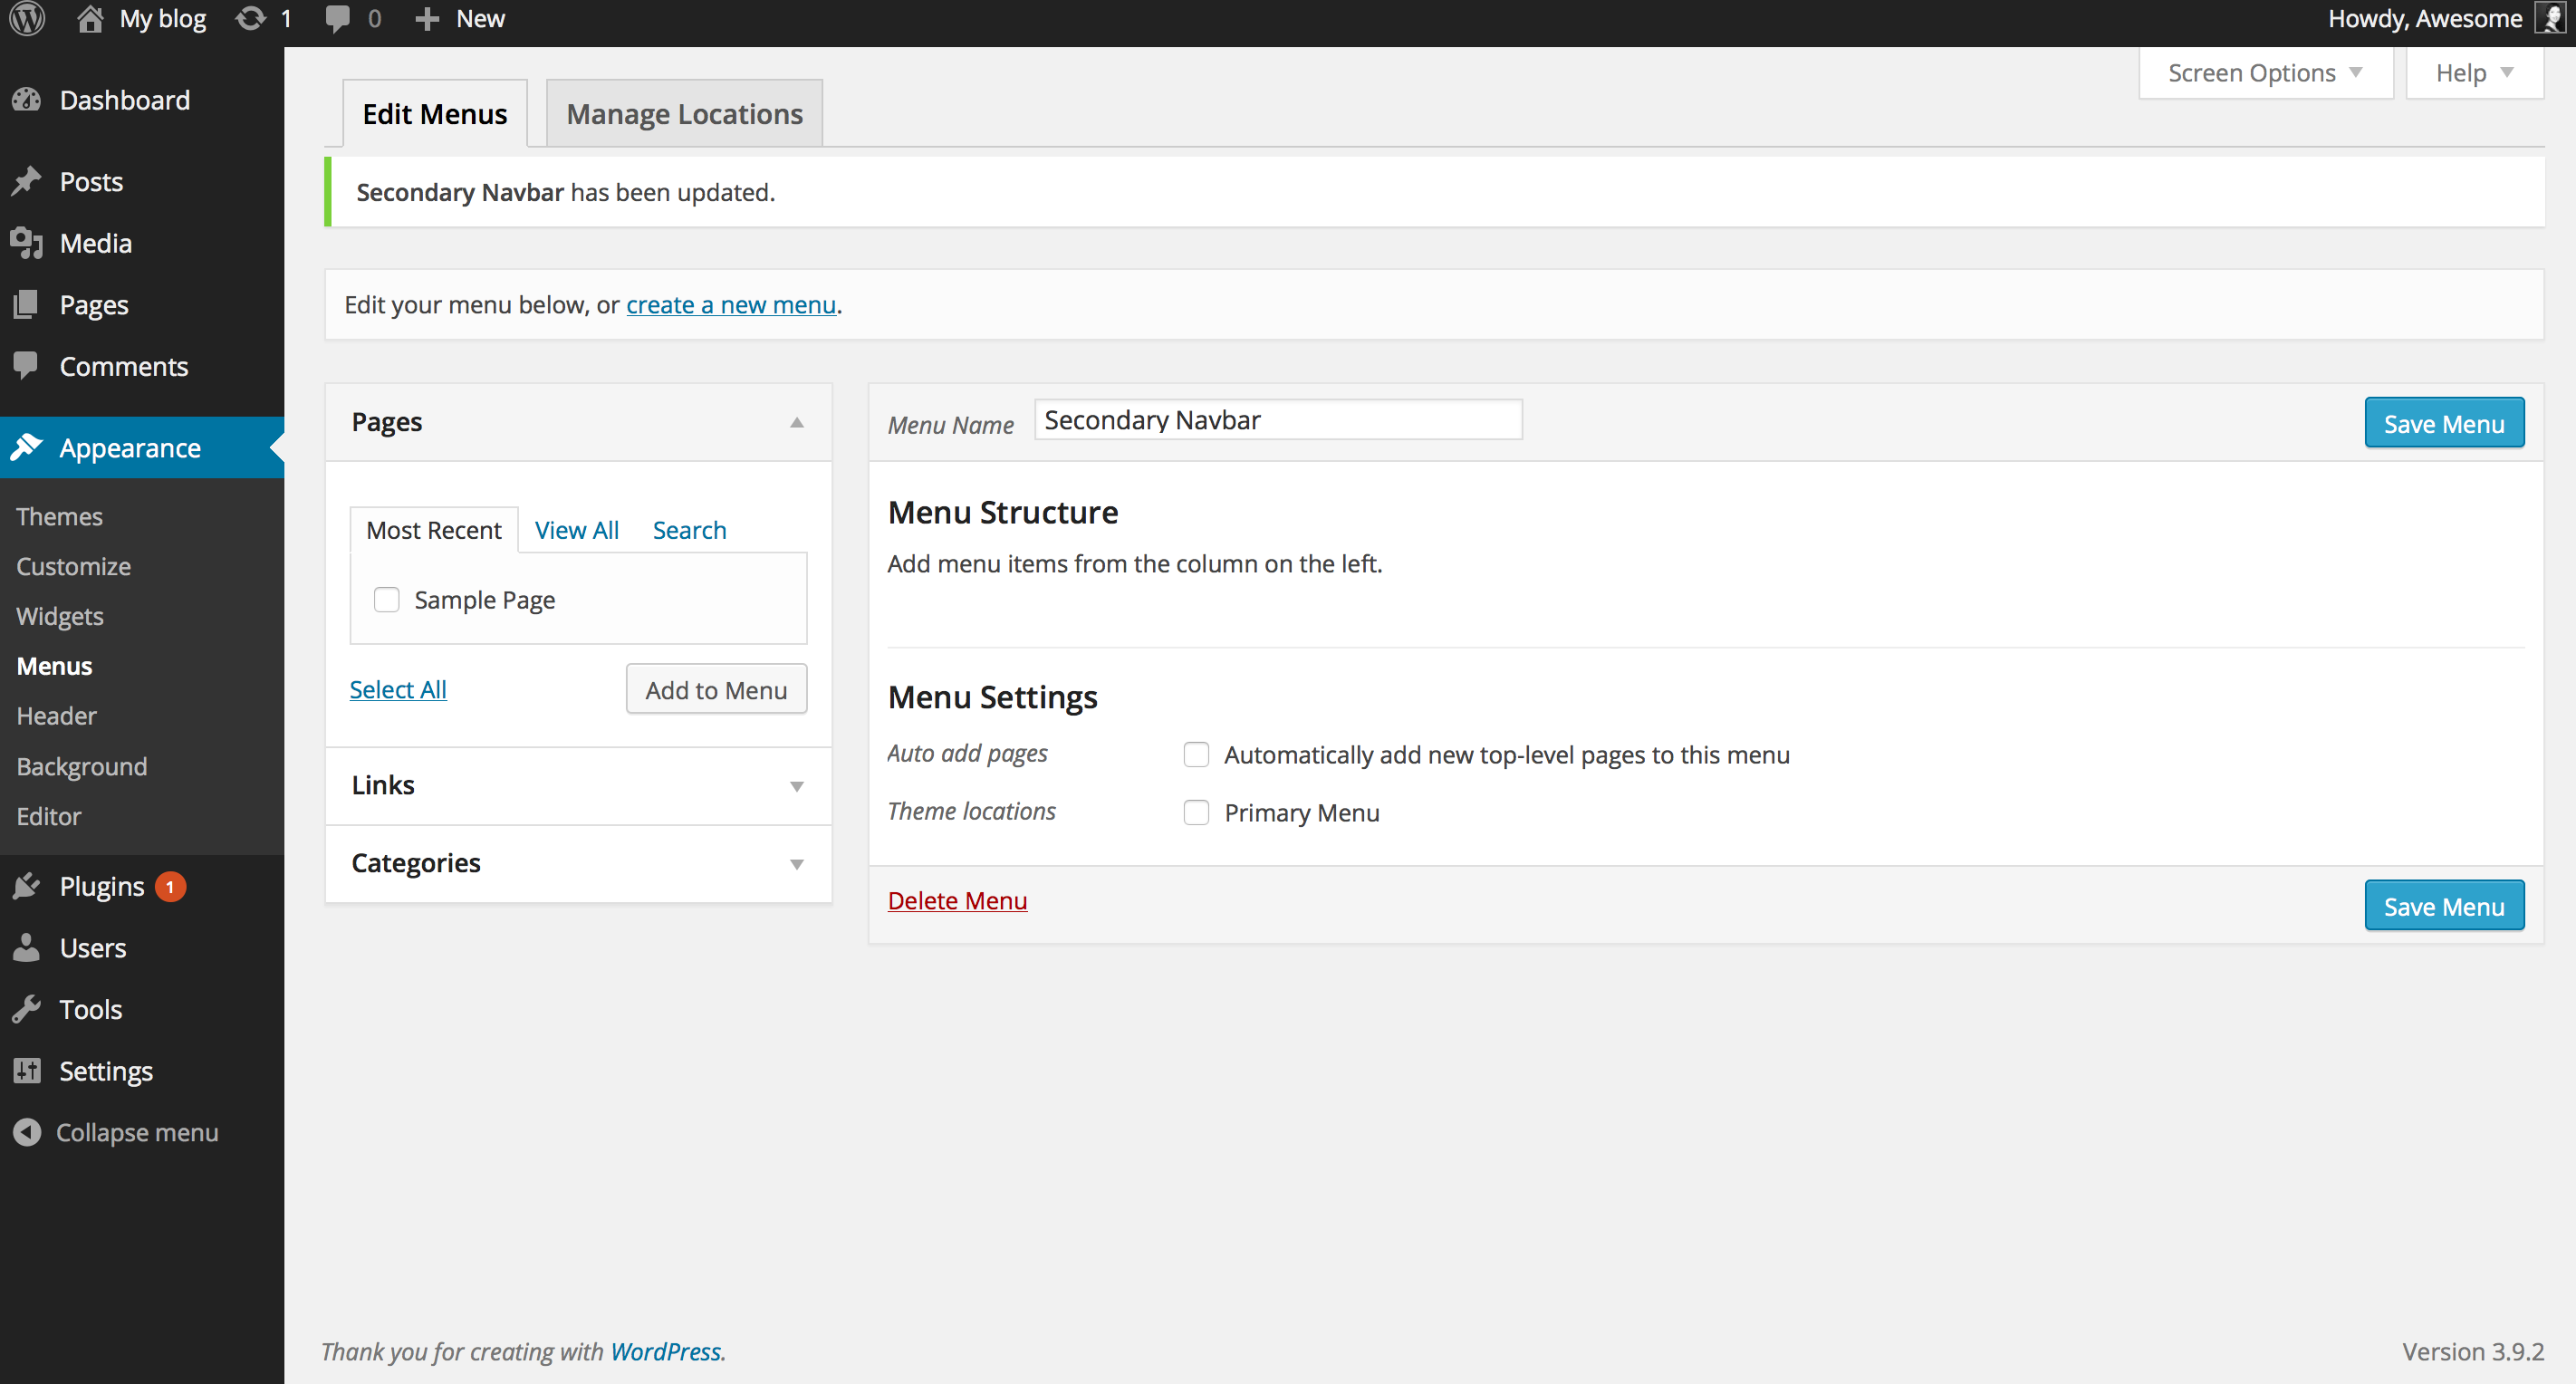 My blog 1 0 New Howdy, Awesome
Dashboard
Posts
Media
Pages
Comments
Appearance
Themes
Customize
Widgets
Menus
Header
Background
Editor
Plugins 1
Users
Tools
Settings
Collapse menu
Screen Options Help
Edit Menus Manage Locations
Secondary Navbar has been updated.
Edit your menu below, or create a new menu.
Pages
Most Recent View All Search
Sample Page
Select All Add to Menu
Links
Categories
Menu Name Secondary Navbar Save Menu
Menu Structure
Add menu items from the column on the left.
Menu Settings
Auto add pages Automatically add new top-level pages to this menu
Theme locations Primary Menu
Delete Menu Save Menu
Thank you for creating with WordPress. Version 3.9.2